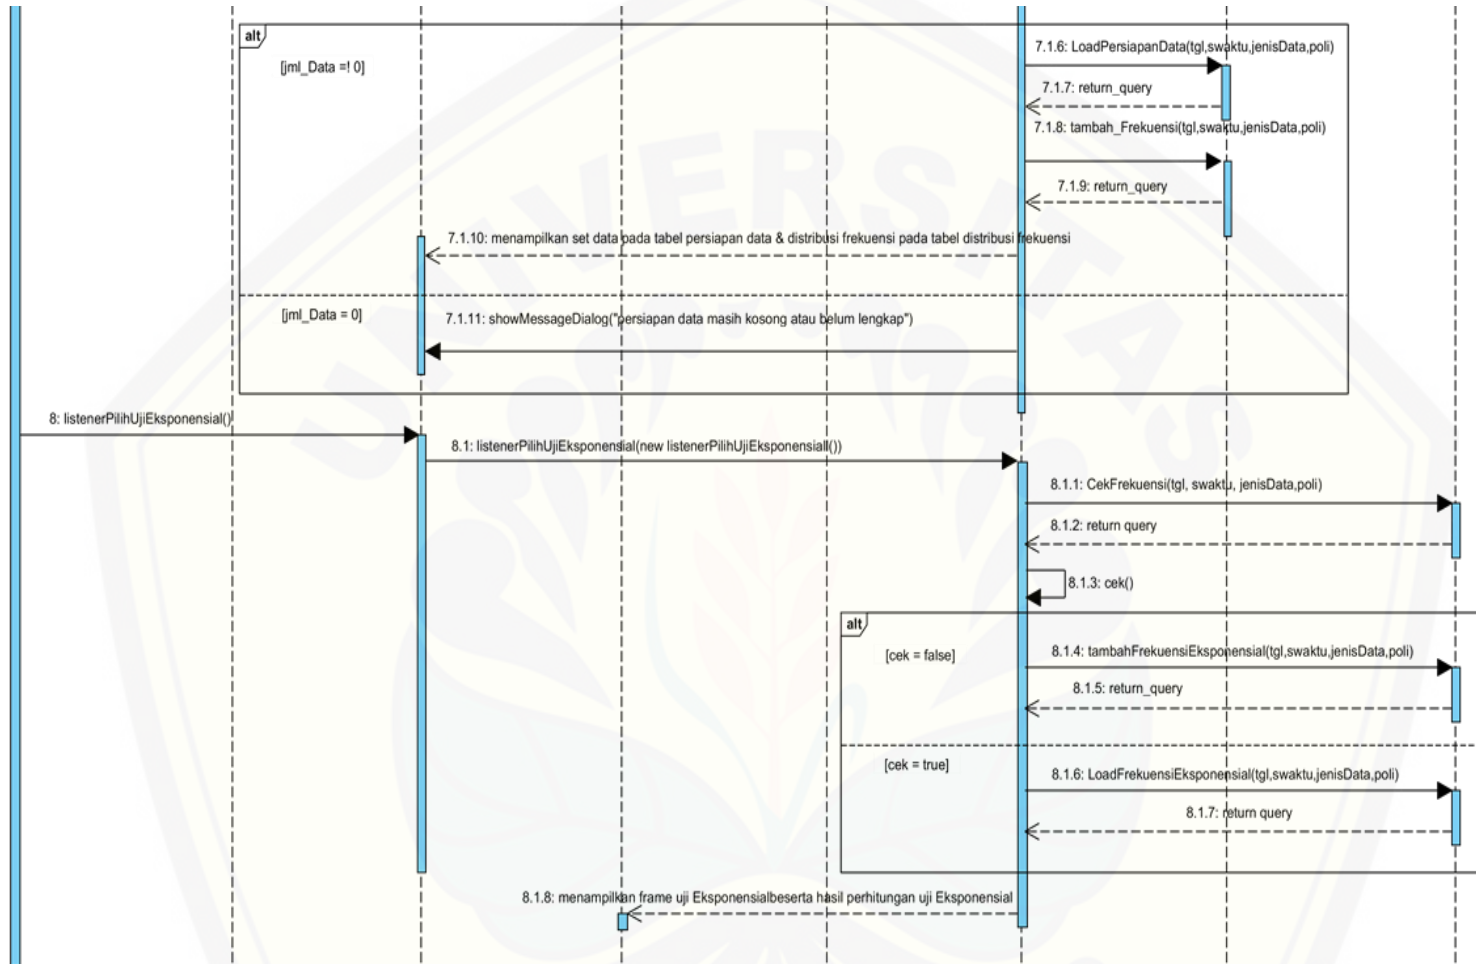 alt
7.1.6: LoadPersiapanData(tgl,swaktu,jenisData,poli)
[jml_Data =! 0]
7.1.7: return_query
7.1.8: tambah_Frekuensi(tgl,swaktu,jenisData,poli)
7.1.9: return_query
7.1.10: menampilkan set data pada tabel persiapan data & distribusi frekuensi pada tabel distribusi frekuensi
[jml_Data = 0]
7.1.11: showMessageDialog("persiapan data masih kosong atau belum lengkap")
8: listenerPilihUjiEksponensial()
8.1: listenerPilihUjiEksponensial(new listenerPilihUjiEksponensiall())
8.1.1: CekFrekuensi(tgl, swaktu, jenisData,poli)
8.1.2: return query
8.1.3: cek()
alt
[cek = false]
8.1.4: tambahFrekuensiEksponensial(tgl,swaktu,jenisData,poli)
8.1.5: return_query
[cek = true]
8.1.6: LoadFrekuensiEksponensial(tgl,swaktu,jenisData,poli)
8.1.7: return query
8.1.8: menampilkan frame uji Eksponensialbeserta hasil perhitungan uji Eksponensial
UNIVERSITAS